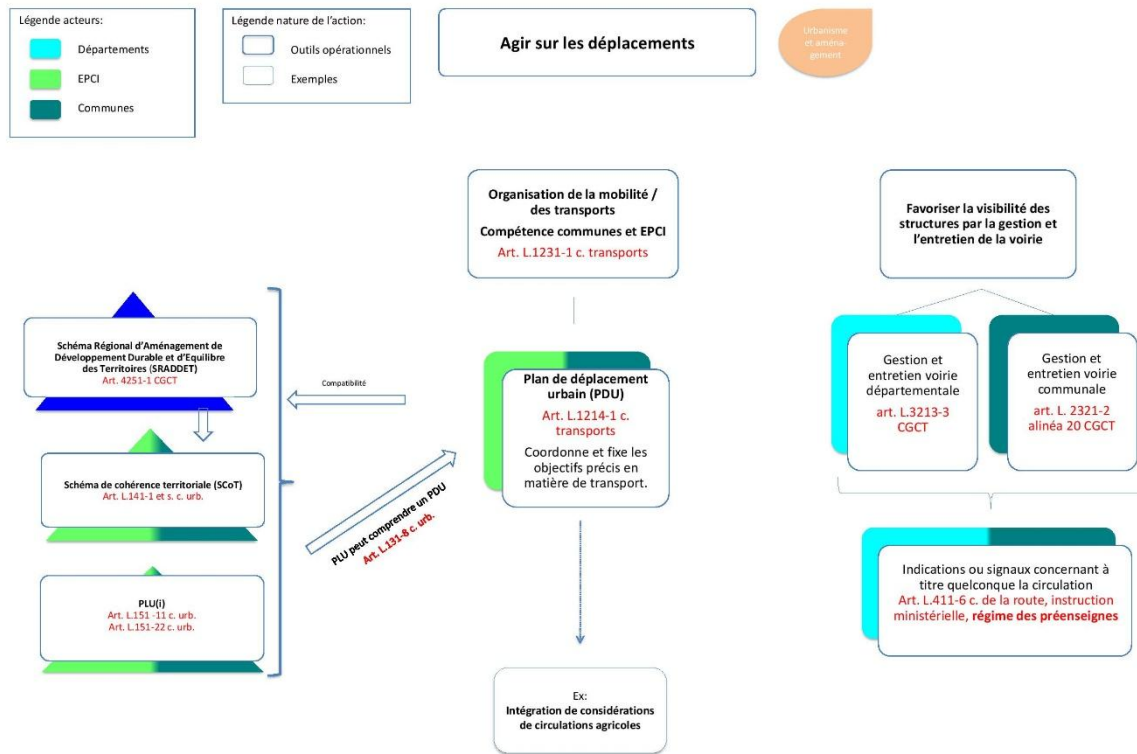 Légende acteurs:
Départements
EPCI
Communes
Légende nature de l'action:
Outils opérationnels
Exemples
Agir sur les déplacements
Urbanisme
et aména-
gement
Organisation de la mobilité /
des transports
Compétence communes et EPCI
Art. L.1231-1 c. transports
Favoriser la visibilité des
structures par la gestion et
l'entretien de la voirie
Schéma Régional d'Aménagement de
Développement Durable et d'Equilibre
des Territoires (SRADDET)
Art. 4251-1 CGCT
Schéma de cohérence territoriale (SCoT)
Art. L.141-1 et s. c. urb.
PLU(i)
Art. L.151 -11 c. urb.
Art. L.151-22 c. urb.
Compatibilité
PLU peut comprendre un PDU
Art. L.131-8 c. urb.
Plan de déplacement
urbain (PDU)
Art. L.1214-1 c.
transports
Coordonne et fixe les
objectifs précis en
matière de transport.
Ex:
Intégration de considérations
de circulations agricoles
Gestion et
entretien voirie
départementale
art. L.3213-3
CGCT
Gestion et
entretien voirie
communale
art. L. 2321-2
alinéa 20 CGCT
Indications ou signaux concernant à
titre quelconque la circulation
Art. L.411-6 c. de la route, instruction
ministérielle, régime des préenseignes